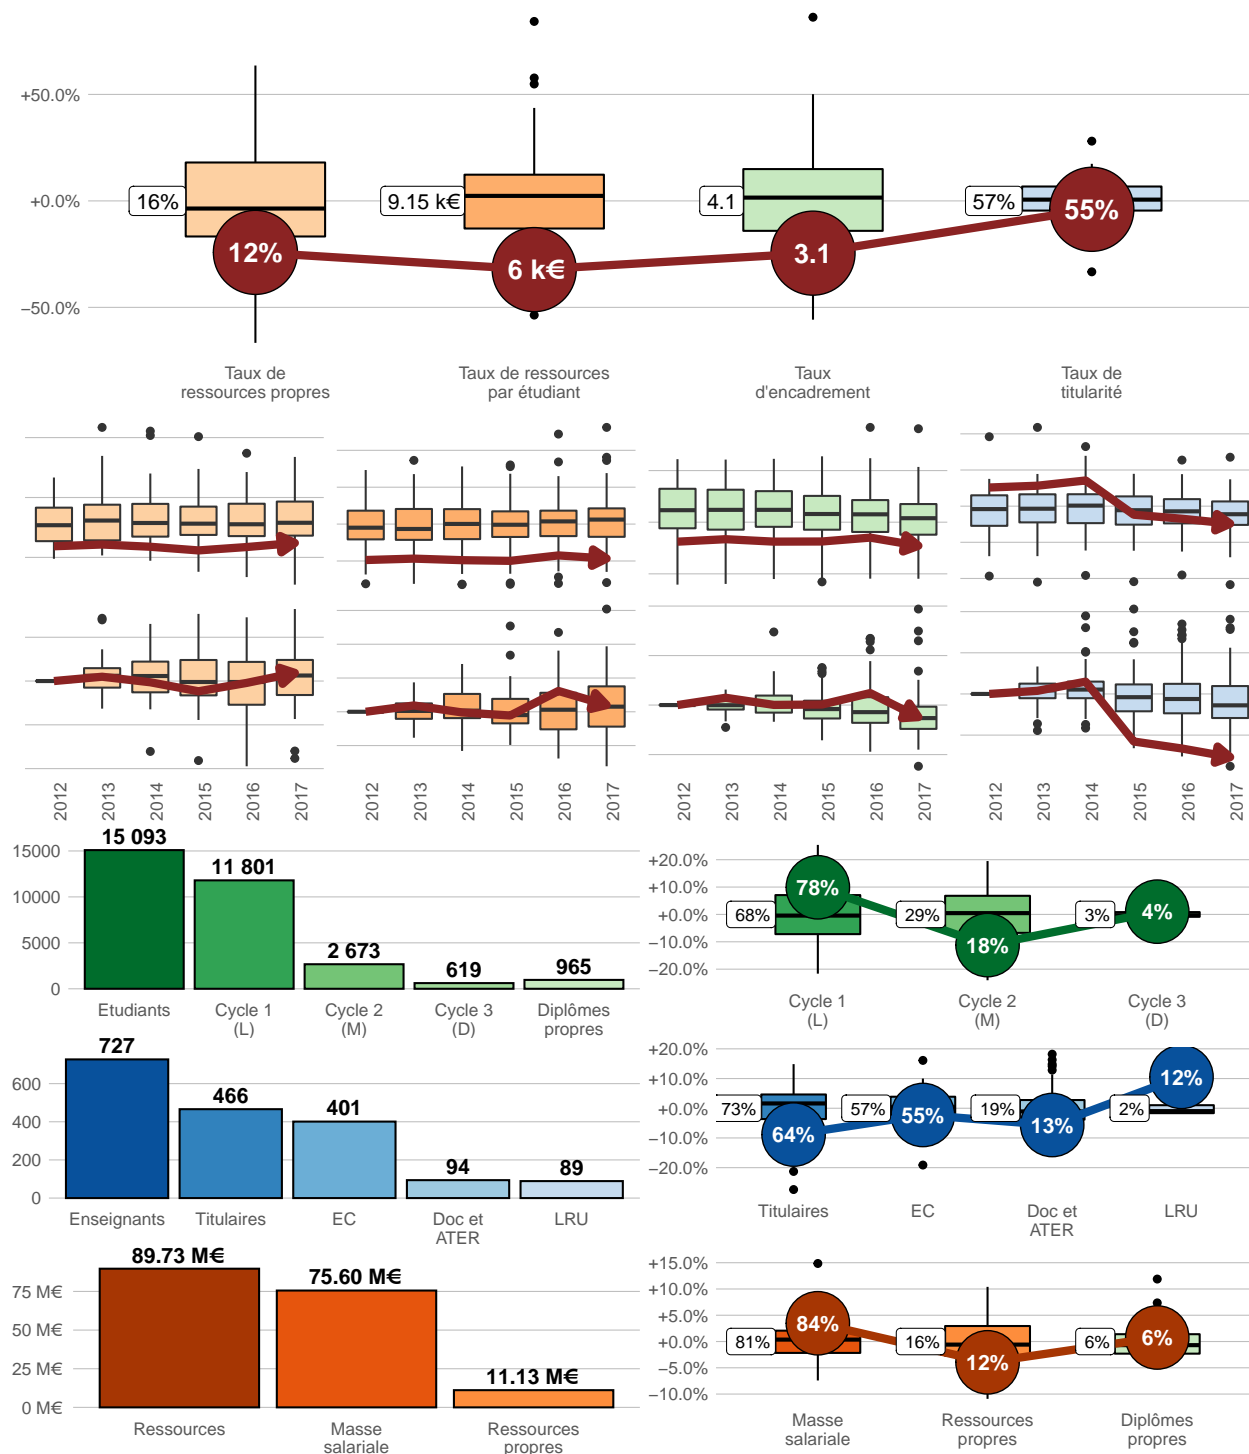 +50.0%
+0.0%
−50.0%
16%
9.15 k€
4.1
57%
12%
6 k€
3.1
55%
Taux de
ressources propres
Taux de ressources
par étudiant
Taux
d'encadrement
Taux de
titularité
2012
2013
2014
2015
2016
2017
2012
2013
2014
2015
2016
2017
2012
2013
2014
2015
2016
2017
2012
2013
2014
2015
2016
2017
15000
10000
5000
0
15 093
11 801
2 673
619
965
Etudiants
Cycle 1
(L)
Cycle 2
(M)
Cycle 3
(D)
Diplômes
propres
+20.0%
+10.0%
+0.0%
−10.0%
−20.0%
68%
78%
29%
18%
3%
4%
Cycle 1
(L)
Cycle 2
(M)
Cycle 3
(D)
600
400
200
0
727
466
401
94
89
Enseignants
Titulaires
EC
Doc et
ATER
LRU
+20.0%
+10.0%
+0.0%
−10.0%
−20.0%
73%
64%
57%
55%
19%
13%
2%
12%
Titulaires
EC
Doc et
ATER
LRU
75 M€
50 M€
25 M€
0 M€
89.73 M€
75.60 M€
11.13 M€
Ressources
Masse
salariale
Ressources
propres
+15.0%
+10.0%
+5.0%
+0.0%
−5.0%
−10.0%
81%
84%
16%
12%
6%
6%
Masse
salariale
Ressources
propres
Diplômes
propres